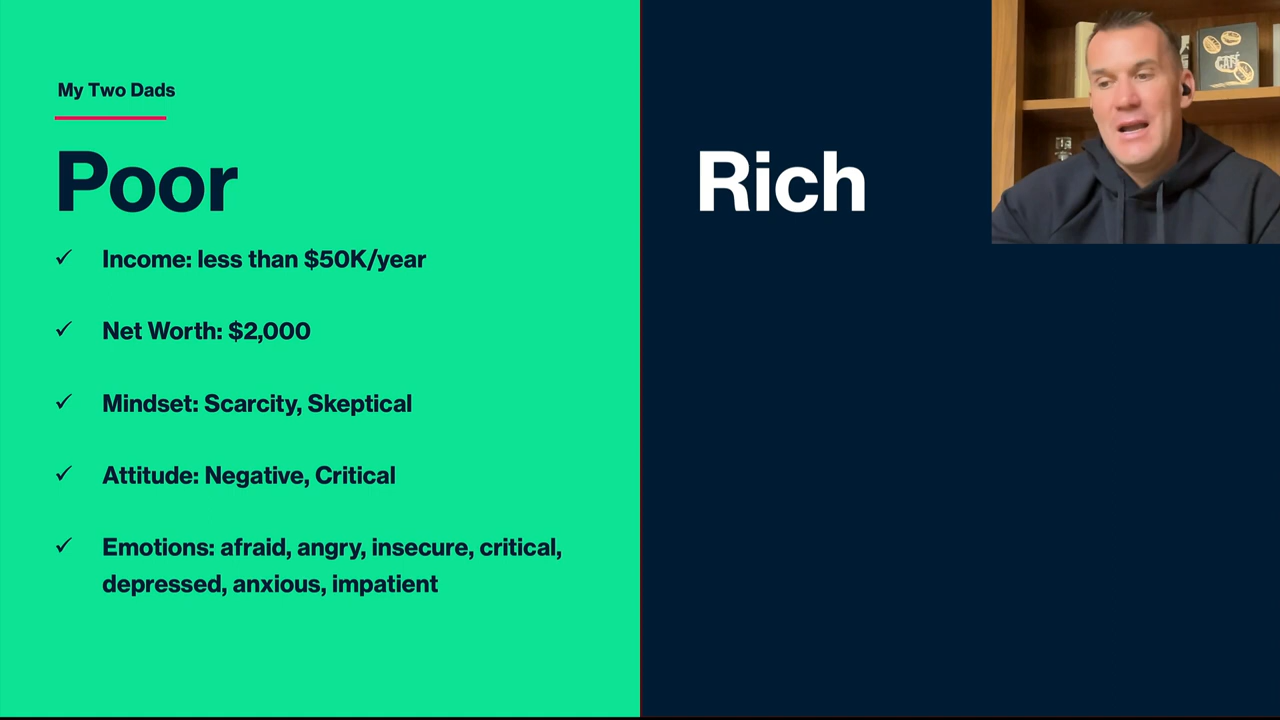 My Two Dads
Poor
✓ Income: less than $50K/year
✓ Net Worth: $2,000
✓ Mindset: Scarcity, Skeptical
✓ Attitude: Negative, Critical
✓ Emotions: afraid, angry, insecure, critical,
depressed, anxious, impatient
Rich
CAFÉ